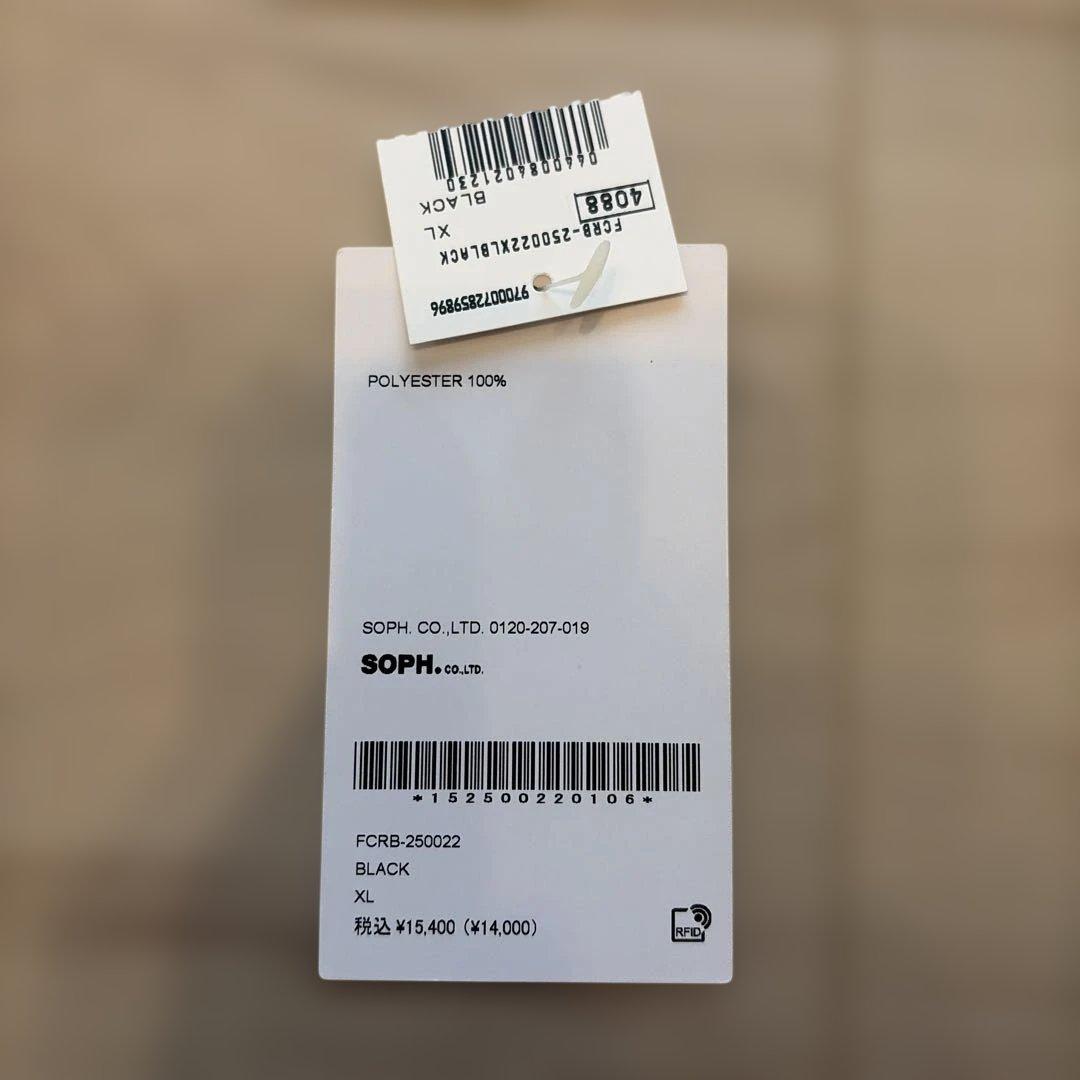 9700072859896
FCRB-250022XLBLACK
XL
4088
BLACK
0460084021230
POLYESTER 100%
SOPH. CO.,LTD. 0120-207-019
SOPH. CO.,LTD.
*152500220106*
FCRB-250022
BLACK
XL
税込 ¥15,400 (¥14,000)
RFID